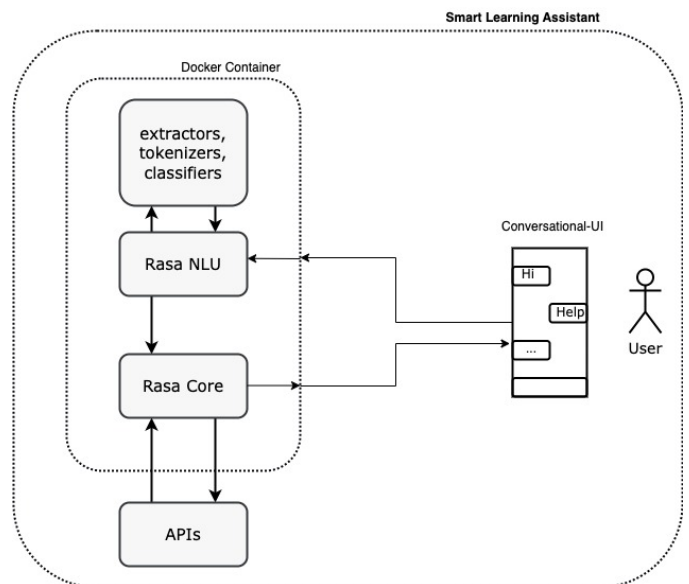 Smart Learning Assistant
Docker Container
extractors,
tokenizers,
classifiers
Rasa NLU
Rasa Core
APIs
Conversational-UI
Hi
Help
...
User